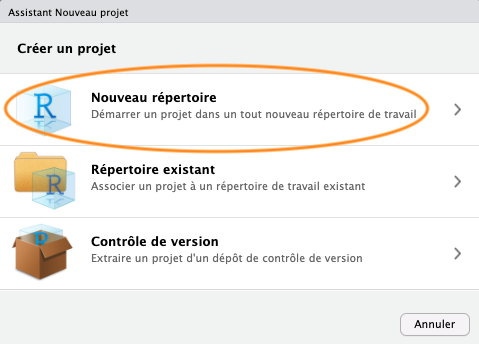 Assistant Nouveau projet
Créer un projet
R
Nouveau répertoire
Démarrer un projet dans un tout nouveau répertoire de travail
R
Répertoire existant
Associer un projet à un répertoire de travail existant
Contrôle de version
Extraire un projet d'un dépôt de contrôle de version
Annuler